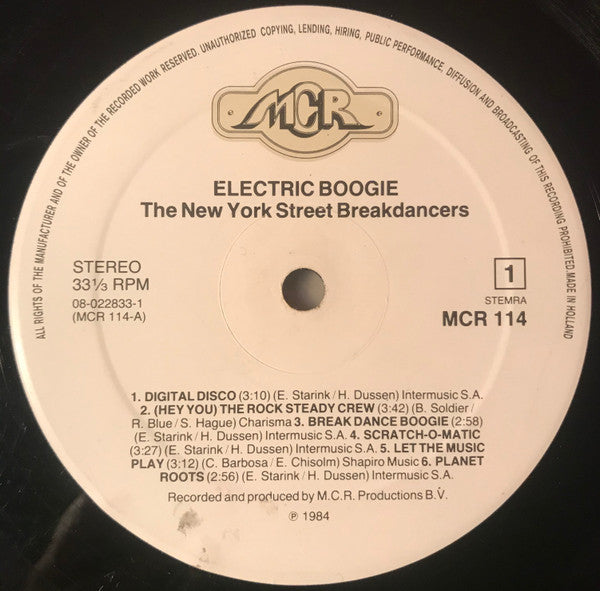 ALL RIGHTS OF THE MANUFACTURER AND OF THE OWNER OF THE RECORDED WORK RESERVED. UNAUTHORIZED COPYING, LENDING, HIRING, PUBLIC PERFORMANCE, DIFFUSION AND BROADCASTING OF THIS RECORDING PROHIBITED. MADE IN HOLLAND
MCR
ELECTRIC BOOGIE
The New York Street Breakdancers
STEREO
33⅓ RPM
08-022833-1
(MCR 114-A)
1
STEMRA
MCR 114
1. DIGITAL DISCO (3:10) (E. Starink/H. Dussen) Intermusic S.A.
2. (HEY YOU) THE ROCK STEADY CREW (3:42) (B. Soldier/
R. Blue/S. Hague) Charisma 3. BREAK DANCE BOOGIE (2:58)
(E. Starink/H. Dussen) Intermusic S.A. 4. SCRATCH-O-MATIC
(3:27) (E. Starink/H. Dussen) Intermusic S.A. 5. LET THE MUSIC
PLAY (3:12) (C. Barbosa/E. Chisolm) Shapiro Music 6. PLANET
ROOTS (2:56) (E. Starink/H. Dussen) Intermusic S.A.
Recorded and produced by M.C.R. Productions B.V.
℗ 1984